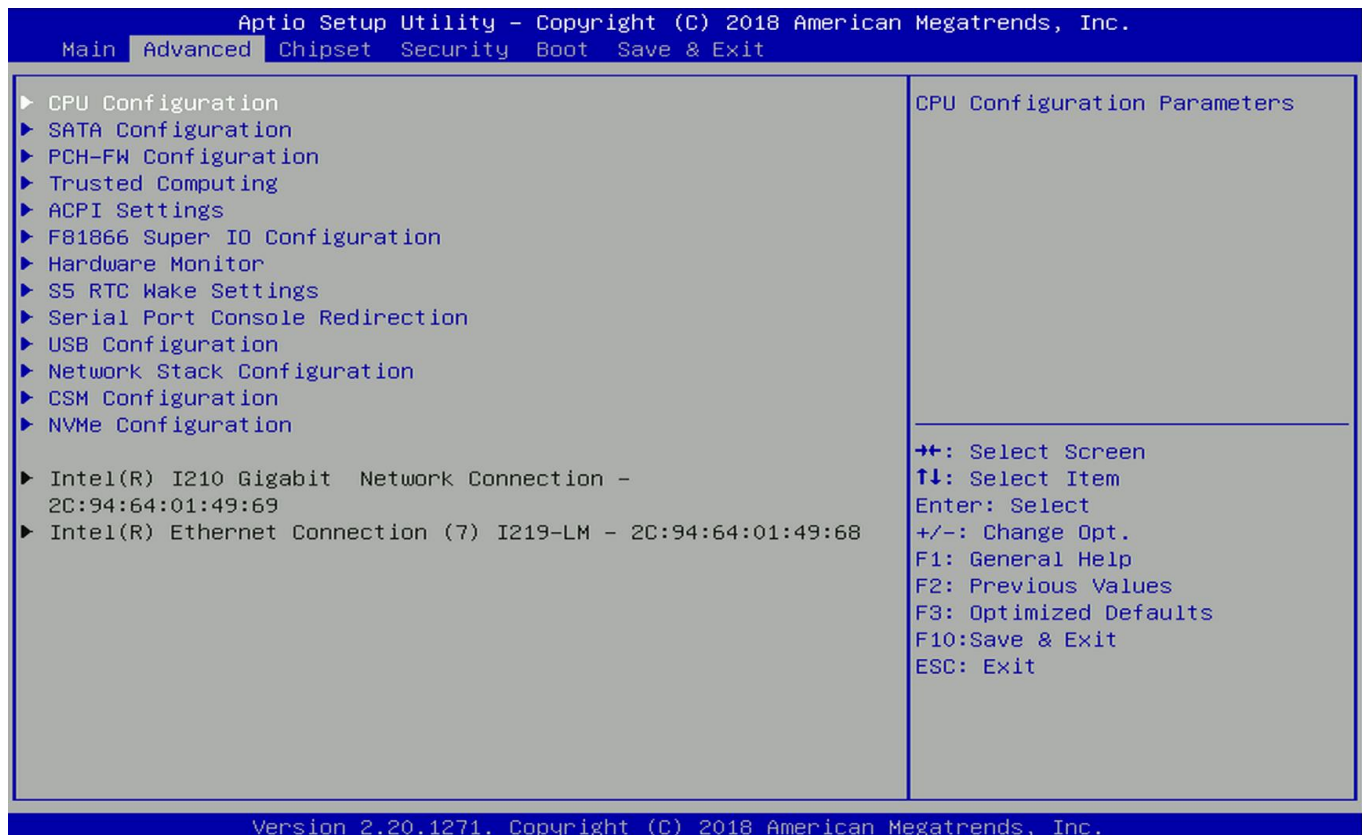 Aptio Setup Utility – Copyright (C) 2018 American Megatrends, Inc.
Main Advanced Chipset Security Boot Save & Exit
▶ CPU Configuration
▶ SATA Configuration
▶ PCH-FW Configuration
▶ Trusted Computing
▶ ACPI Settings
▶ F81866 Super IO Configuration
▶ Hardware Monitor
▶ S5 RTC Wake Settings
▶ Serial Port Console Redirection
▶ USB Configuration
▶ Network Stack Configuration
▶ CSM Configuration
▶ NVMe Configuration
▶ Intel(R) I210 Gigabit  Network Connection –
2C:94:64:01:49:69
▶ Intel(R) Ethernet Connection (7) I219-LM – 2C:94:64:01:49:68
CPU Configuration Parameters
→←: Select Screen
↑↓: Select Item
Enter: Select
+/-: Change Opt.
F1: General Help
F2: Previous Values
F3: Optimized Defaults
F10:Save & Exit
ESC: Exit
Version 2.20.1271. Copyright (C) 2018 American Megatrends, Inc.